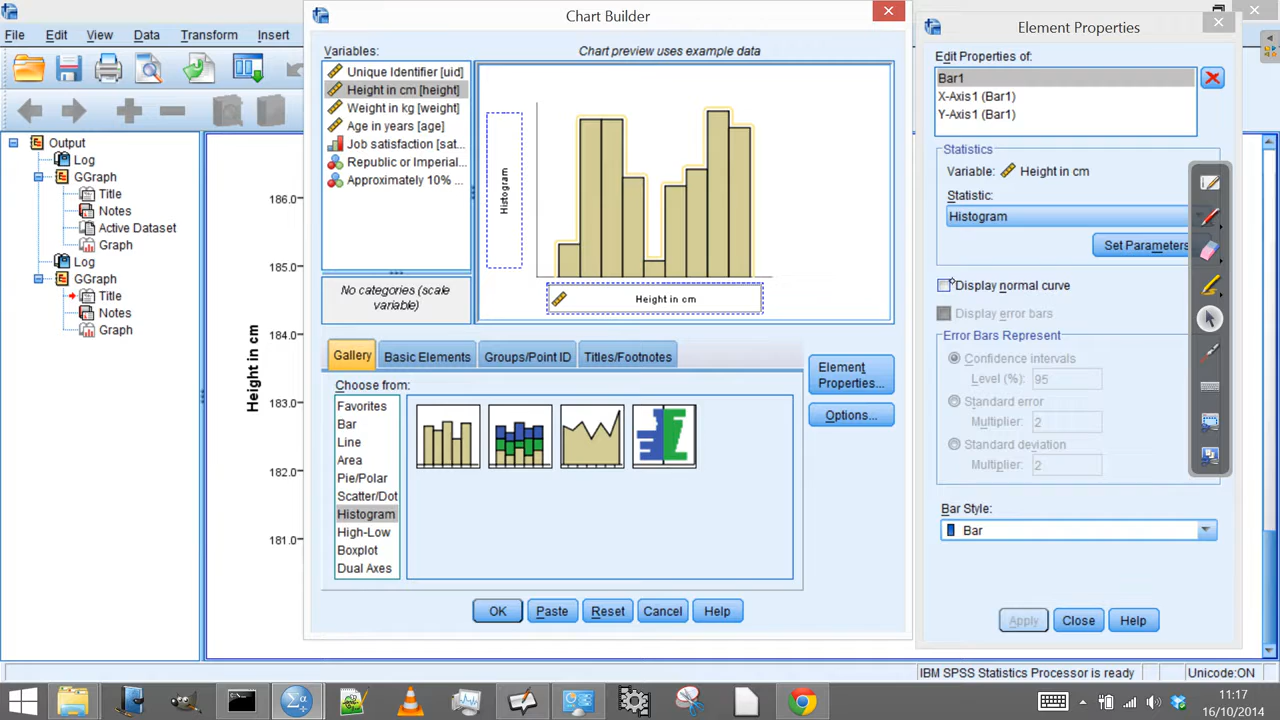 Chart Builder
Element Properties
File Edit View Data Transform Insert
Variables:
Chart preview uses example data
Unique Identifier [uid]
Height in cm [height]
Weight in kg [weight]
Age in years [age]
Job satisfaction [sat...
Republic or Imperial...
Approximately 10% ...
No categories (scale
variable)
Histogram
Height in cm
Output
Log
GGraph
Title
Notes
Active Dataset
Graph
Log
GGraph
Title
Notes
Graph
186.0
185.0
184.0
183.0
182.0
181.0
Height in cm
Gallery Basic Elements Groups/Point ID Titles/Footnotes
Choose from:
Favorites
Bar
Line
Area
Pie/Polar
Scatter/Dot
Histogram
High-Low
Boxplot
Dual Axes
Element
Properties...
Options...
OK Paste Reset Cancel Help
Edit Properties of:
Bar1
X-Axis1 (Bar1)
Y-Axis1 (Bar1)
Statistics
Variable: Height in cm
Statistic:
Histogram
Set Parameters
Display normal curve
Display error bars
Error Bars Represent
Confidence intervals
Level (%): 95
Standard error
Multiplier: 2
Standard deviation
Multiplier: 2
Bar Style:
Bar
Apply Close Help
IBM SPSS Statistics Processor is ready
Unicode:ON
11:17
16/10/2014